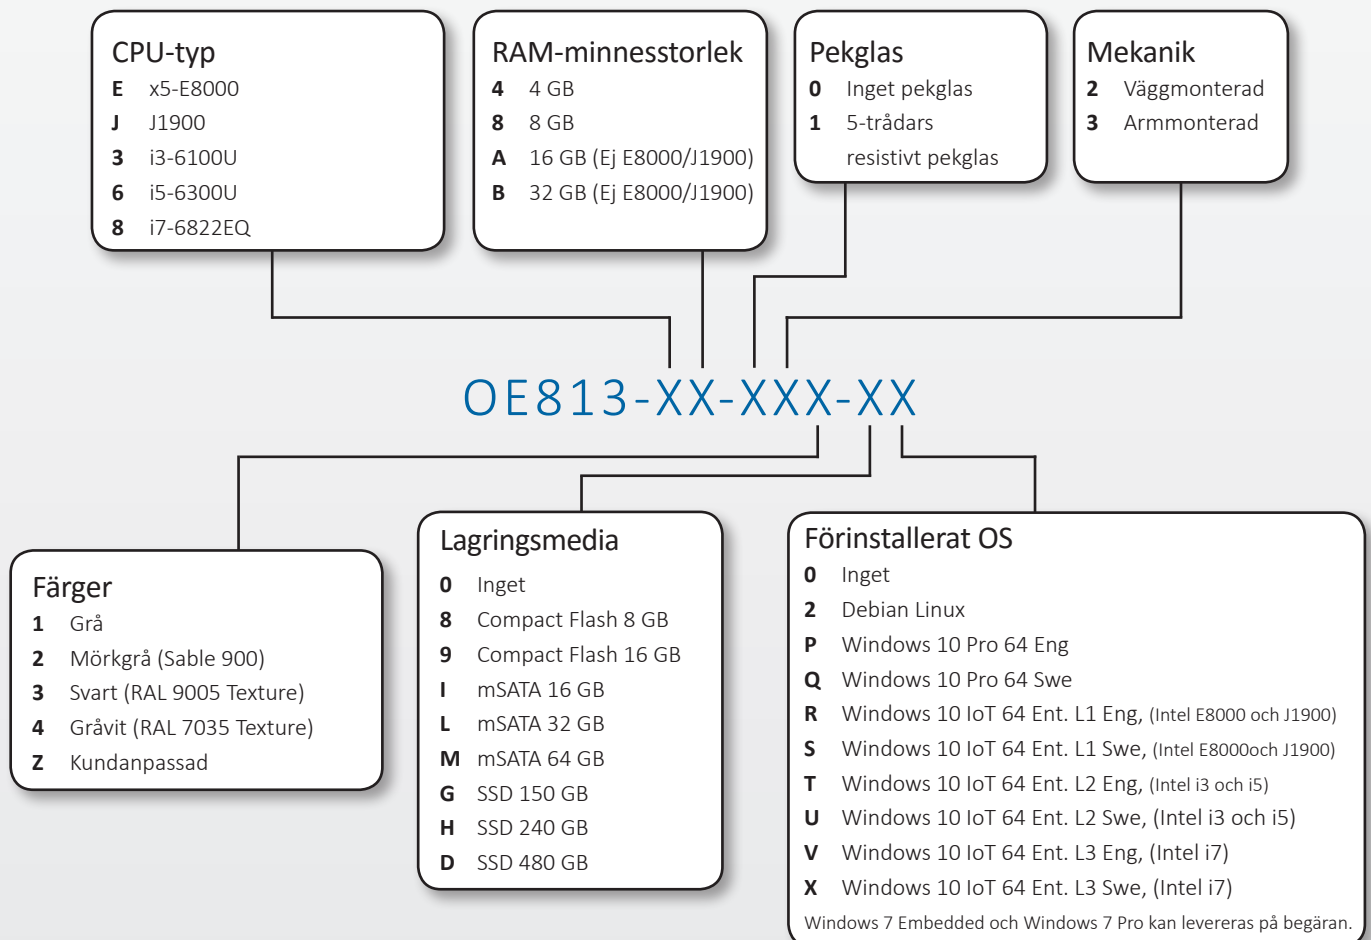 CPU-typ
E x5-E8000
J J1900
3 i3-6100U
6 i5-6300U
8 i7-6822EQ
RAM-minnesstorlek
4 4 GB
8 8 GB
A 16 GB (Ej E8000/J1900)
B 32 GB (Ej E8000/J1900)
Pekglas
0 Inget pekglas
1 5-trådars
resistivt pekglas
Mekanik
2 Väggmonterad
3 Armmonterad
OE813-XX-XXX-XX
Färger
1 Grå
2 Mörkgrå (Sable 900)
3 Svart (RAL 9005 Texture)
4 Gråvit (RAL 7035 Texture)
Z Kundanpassad
Lagringsmedia
0 Inget
8 Compact Flash 8 GB
9 Compact Flash 16 GB
I mSATA 16 GB
L mSATA 32 GB
M mSATA 64 GB
G SSD 150 GB
H SSD 240 GB
D SSD 480 GB
Förinstallerat OS
0 Inget
2 Debian Linux
P Windows 10 Pro 64 Eng
Q Windows 10 Pro 64 Swe
R Windows 10 IoT 64 Ent. L1 Eng, (Intel E8000 och J1900)
S Windows 10 IoT 64 Ent. L1 Swe, (Intel E8000och J1900)
T Windows 10 IoT 64 Ent. L2 Eng, (Intel i3 och i5)
U Windows 10 IoT 64 Ent. L2 Swe, (Intel i3 och i5)
V Windows 10 IoT 64 Ent. L3 Eng, (Intel i7)
X Windows 10 IoT 64 Ent. L3 Swe, (Intel i7)
Windows 7 Embedded och Windows 7 Pro kan levereras på begäran.